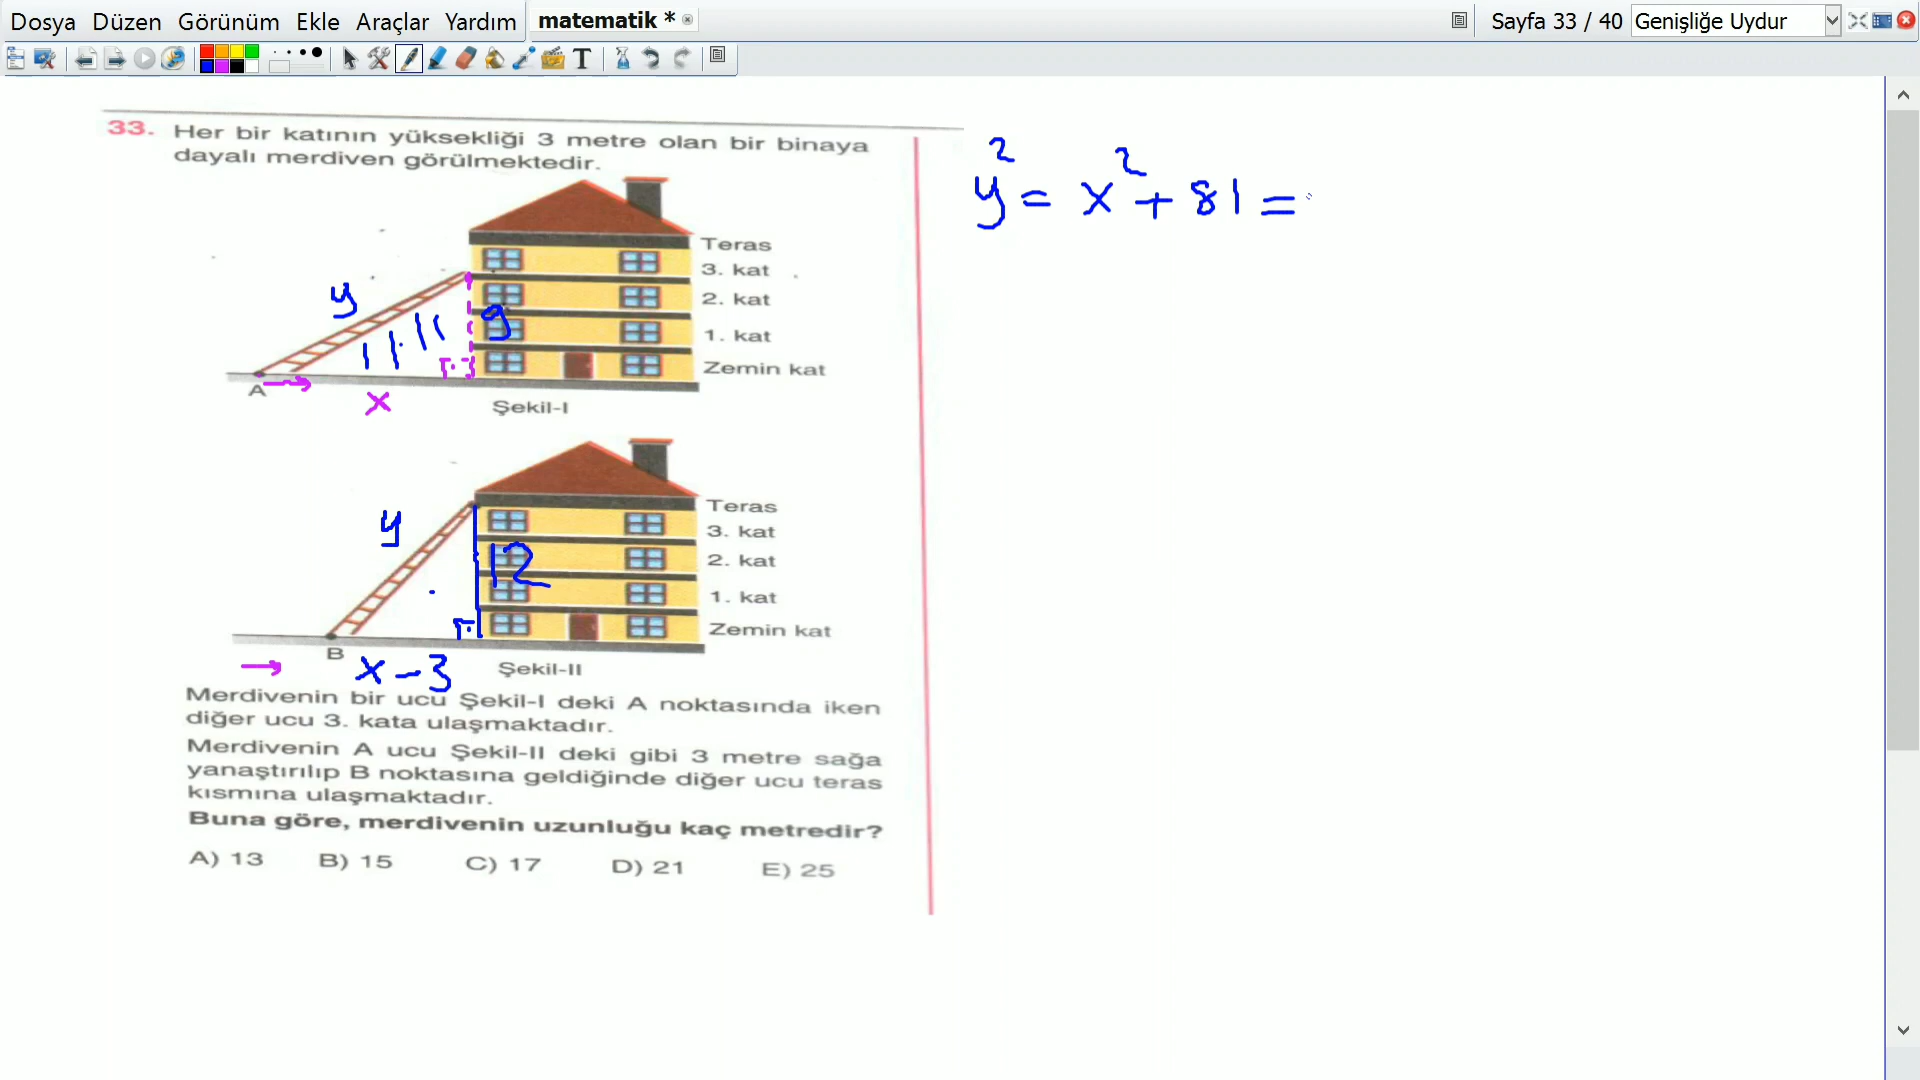 Dosya Düzen Görünüm Ekle Araçlar Yardım matematik * Sayfa 33 / 40 Genişliğe Uydur
T
33. Her bir katının yüksekliği 3 metre olan bir binaya
dayalı merdiven görülmektedir.
y² = x² + 81 =
Teras
3. kat
2. kat
1. kat
Zemin kat
y
9
A
x
Şekil-I
Teras
3. kat
2. kat
1. kat
Zemin kat
y
12
B
x - 3
Şekil-II
Merdivenin bir ucu Şekil-I deki A noktasında iken
diğer ucu 3. kata ulaşmaktadır.
Merdivenin A ucu Şekil-II deki gibi 3 metre sağa
yanaştırılıp B noktasına geldiğinde diğer ucu teras
kısmına ulaşmaktadır.
Buna göre, merdivenin uzunluğu kaç metredir?
A) 13 B) 15 C) 17 D) 21 E) 25